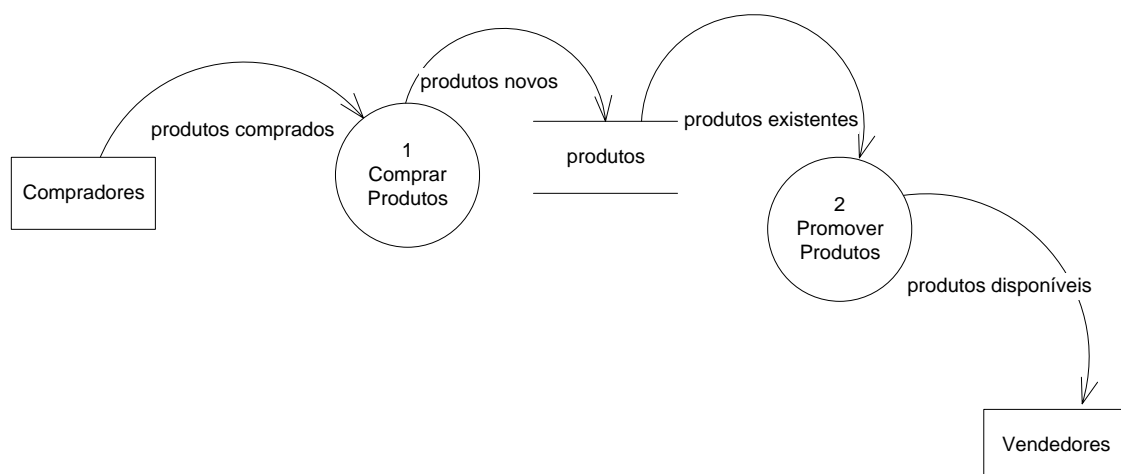 produtos novos
produtos comprados
produtos existentes
Compradores
1
Comprar
Produtos
produtos
2
Promover
Produtos
produtos disponíveis
Vendedores